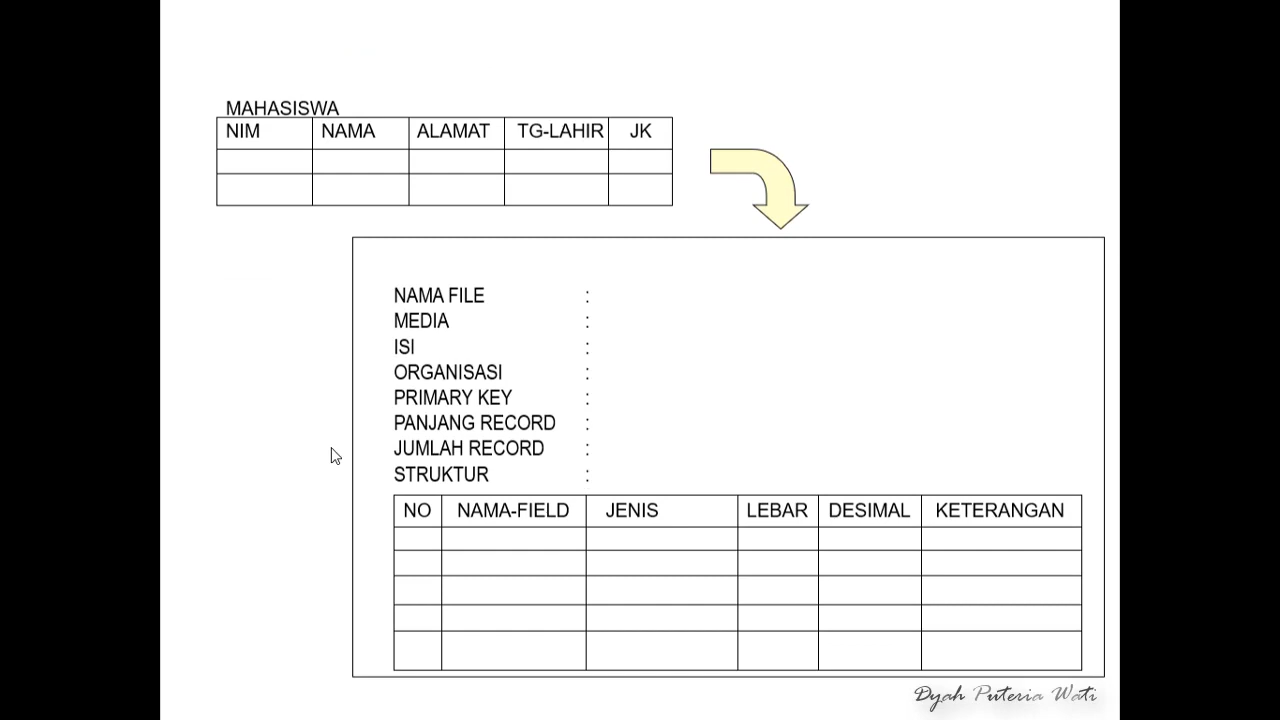 MAHASISWA
NIM NAMA ALAMAT TG-LAHIR JK
NAMA FILE :
MEDIA :
ISI :
ORGANISASI :
PRIMARY KEY :
PANJANG RECORD :
JUMLAH RECORD :
STRUKTUR :
NO NAMA-FIELD JENIS LEBAR DESIMAL KETERANGAN
Dyah Puteria Wati